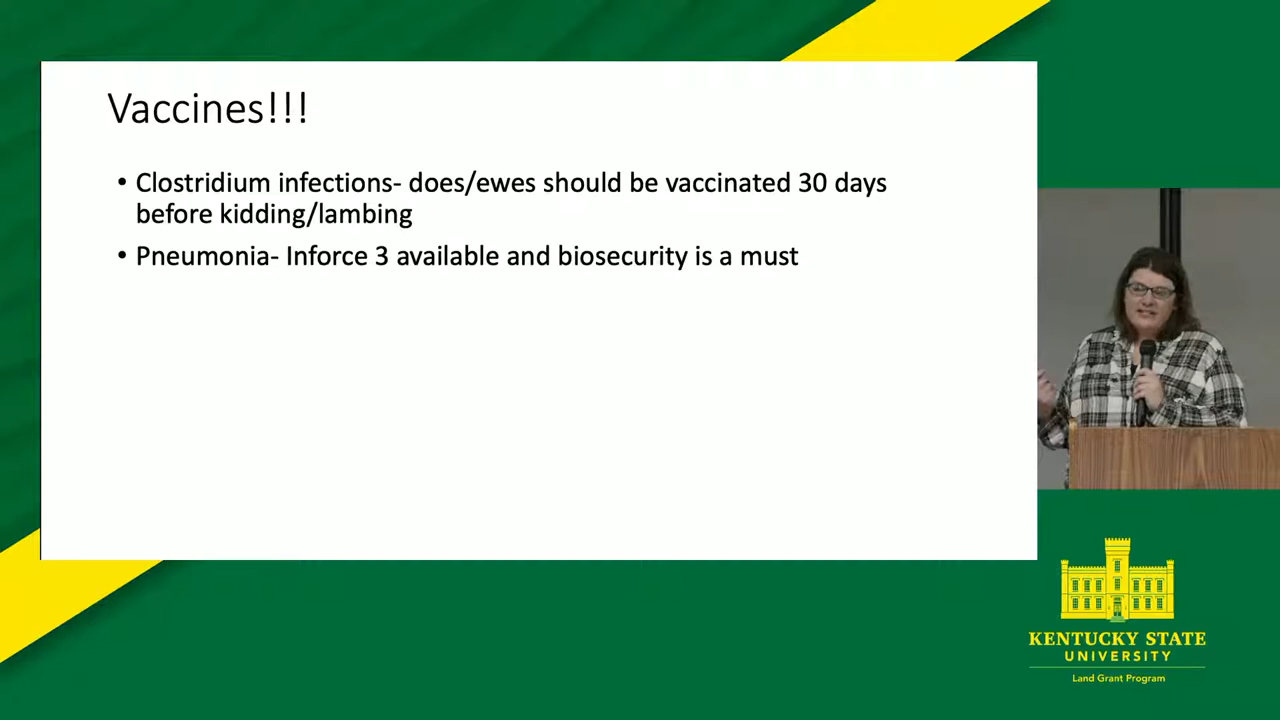 Vaccines!!!
• Clostridium infections- does/ewes should be vaccinated 30 days
before kidding/lambing
• Pneumonia- Inforce 3 available and biosecurity is a must
KENTUCKY STATE
UNIVERSITY
Land Grant Program